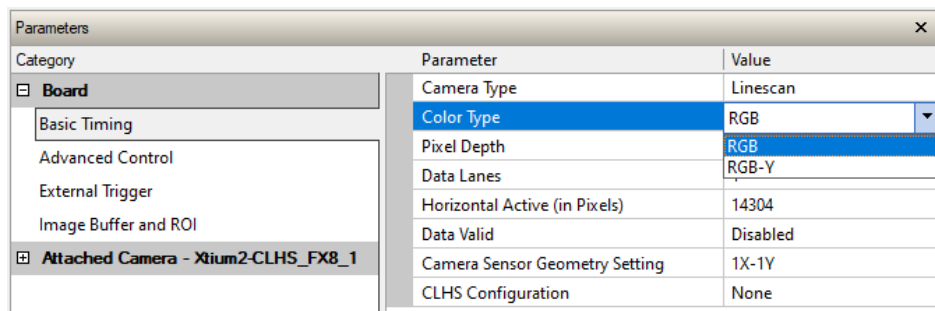 Parameters
Category
Parameter Value
Board
Camera Type Linescan
Basic Timing
Color Type RGB
Advanced Control
Pixel Depth RGB
Data Lanes RGB-Y
External Trigger
Horizontal Active (in Pixels) 14304
Image Buffer and ROI
Data Valid Disabled
Attached Camera - Xtium2-CLHS_FX8_1
Camera Sensor Geometry Setting 1X-1Y
CLHS Configuration None